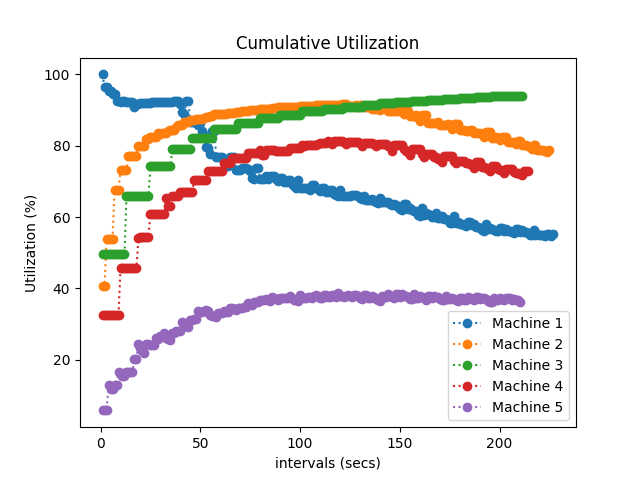 Cumulative Utilization
Utilization (%)
100
80
60
40
20
0
50
100
150
200
intervals (secs)
Machine 1
Machine 2
Machine 3
Machine 4
Machine 5